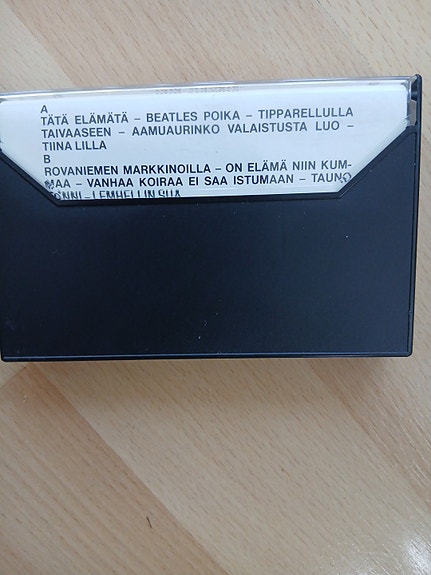 A
TÄTÄ ELÄMÄTÄ – BEATLES POIKA – TIPPARELLULLA
TAIVAASEEN – AAMUAURINKO VALAISTUSTA LUO –
TIINA LILLA
B
ROVANIEMEN MARKKINOILLA – ON ELÄMÄ NIIN KUM-
MAA – VANHAA KOIRAA EI SAA ISTUMAAN – TAUNO